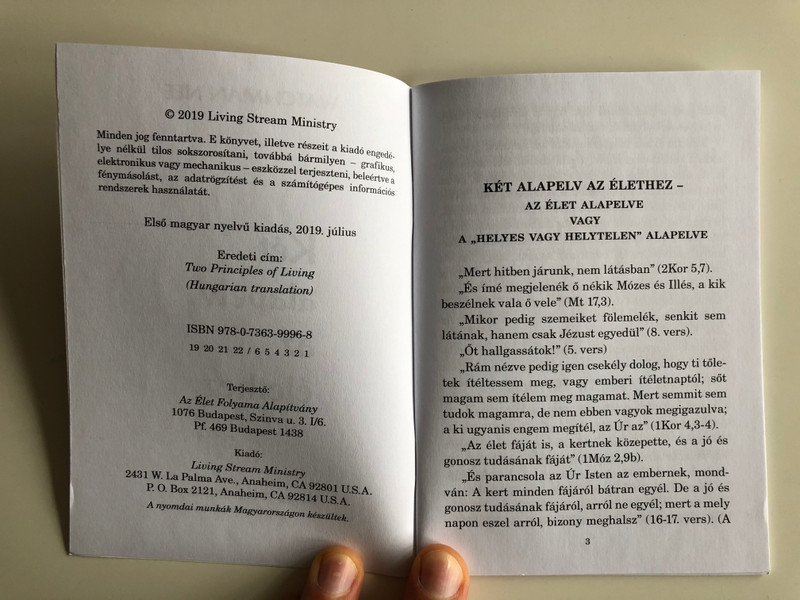 © 2019 Living Stream Ministry
Minden jog fenntartva. E könyvet, illetve részeit a kiadó engedé-
lye nélkül tilos sokszorosítani, továbbá bármilyen – grafikus,
elektronikus vagy mechanikus – eszközzel terjeszteni, beleértve a
fénymásolást, az adatrögzítést és a számítógépes információs
rendszerek használatát.
Első magyar nyelvű kiadás, 2019. július
Eredeti cím:
Two Principles of Living
(Hungarian translation)
ISBN 978-0-7363-9996-8
19 20 21 22 / 6 5 4 3 2 1
Terjesztő:
Az Élet Folyama Alapítvány
1076 Budapest, Szinva u. 3. I/6.
Pf. 469 Budapest 1438
Kiadó:
Living Stream Ministry
2431 W. La Palma Ave., Anaheim, CA 92801 U.S.A.
P. O. Box 2121, Anaheim, CA 92814 U.S.A.
A nyomdai munkák Magyarországon készültek.
KÉT ALAPELV AZ ÉLETHEZ –
AZ ÉLET ALAPELVE
VAGY
A „HELYES VAGY HELYTELEN” ALAPELVE
„Mert hitben járunk, nem látásban” (2Kor 5,7).
„És ímé megjelenék ő nékik Mózes és Illés, a kik
beszélnek vala ő vele” (Mt 17,3).
„Mikor pedig szemeiket fölemelék, senkit sem
látának, hanem csak Jézust egyedül” (8. vers).
„Őt hallgassátok!” (5. vers)
„Rám nézve pedig igen csekély dolog, hogy ti tőle-
tek ítéltessem meg, vagy emberi ítéletnaptól; sőt
magam sem ítélem meg magamat. Mert semmit sem
tudok magamra, de nem ebben vagyok megigazulva;
a ki ugyanis engem megítél, az Úr az” (1Kor 4,3-4).
„Az élet fáját is, a kertnek közepette, és a jó és
gonosz tudásának fáját” (1Móz 2,9b).
„És parancsola az Úr Isten az embernek, mond-
ván: A kert minden fájáról bátran egyél. De a jó és
gonosz tudásának fájáról, arról ne egyél; mert a mely
napon eszel arról, bizony meghalsz” (16-17. vers). (A
3